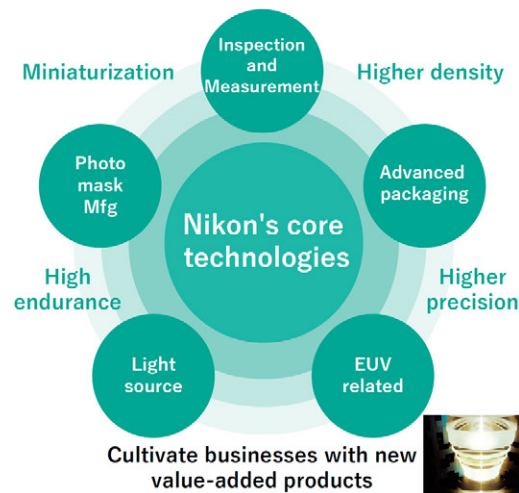 Inspection
and
Measurement
Miniaturization
Higher density
Photo
mask
Mfg
Advanced
packaging
Nikon's core
technologies
High
endurance
Higher
precision
Light
source
EUV
related
Cultivate businesses with new
value-added products